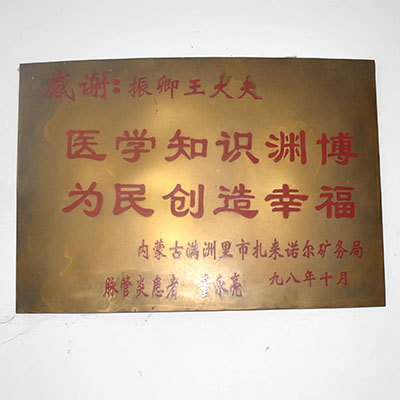 感谢:振卿王大夫
医学知识渊博
为民创造幸福
内蒙古满洲里市扎来诺尔矿务局
脉管炎患者 董永亮 九八年十月